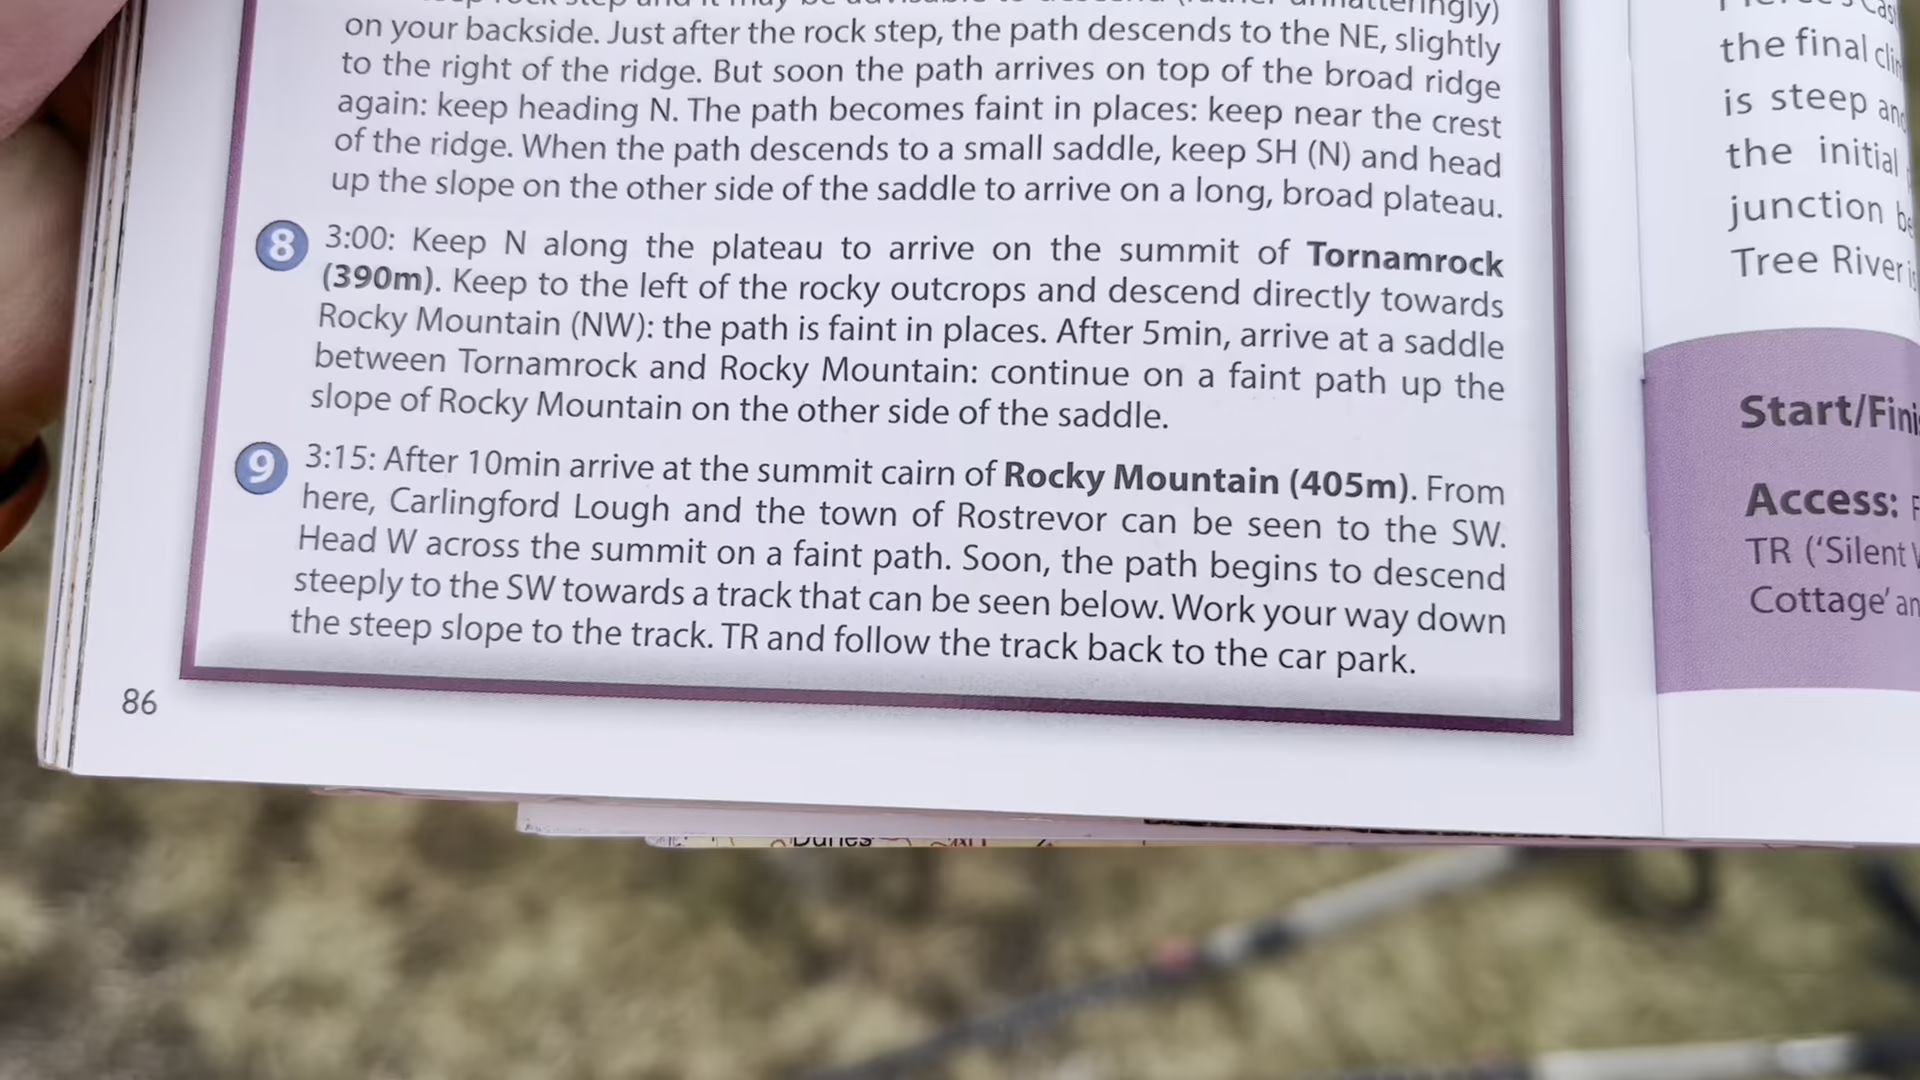 on your backside. Just after the rock step, the path descends to the NE, slightly
to the right of the ridge. But soon the path arrives on top of the broad ridge
again: keep heading N. The path becomes faint in places: keep near the crest
of the ridge. When the path descends to a small saddle, keep SH (N) and head
up the slope on the other side of the saddle to arrive on a long, broad plateau.
8 3:00: Keep N along the plateau to arrive on the summit of Tornamrock
(390m). Keep to the left of the rocky outcrops and descend directly towards
Rocky Mountain (NW): the path is faint in places. After 5min, arrive at a saddle
between Tornamrock and Rocky Mountain: continue on a faint path up the
slope of Rocky Mountain on the other side of the saddle.
9 3:15: After 10min arrive at the summit cairn of Rocky Mountain (405m). From
here, Carlingford Lough and the town of Rostrevor can be seen to the SW.
Head W across the summit on a faint path. Soon, the path begins to descend
steeply to the SW towards a track that can be seen below. Work your way down
the steep slope to the track. TR and follow the track back to the car park.
86
the final
is steep
the initial
junction
Tree River
Start/Fini
Access:
TR ('Silent
Cottage'
Dunes